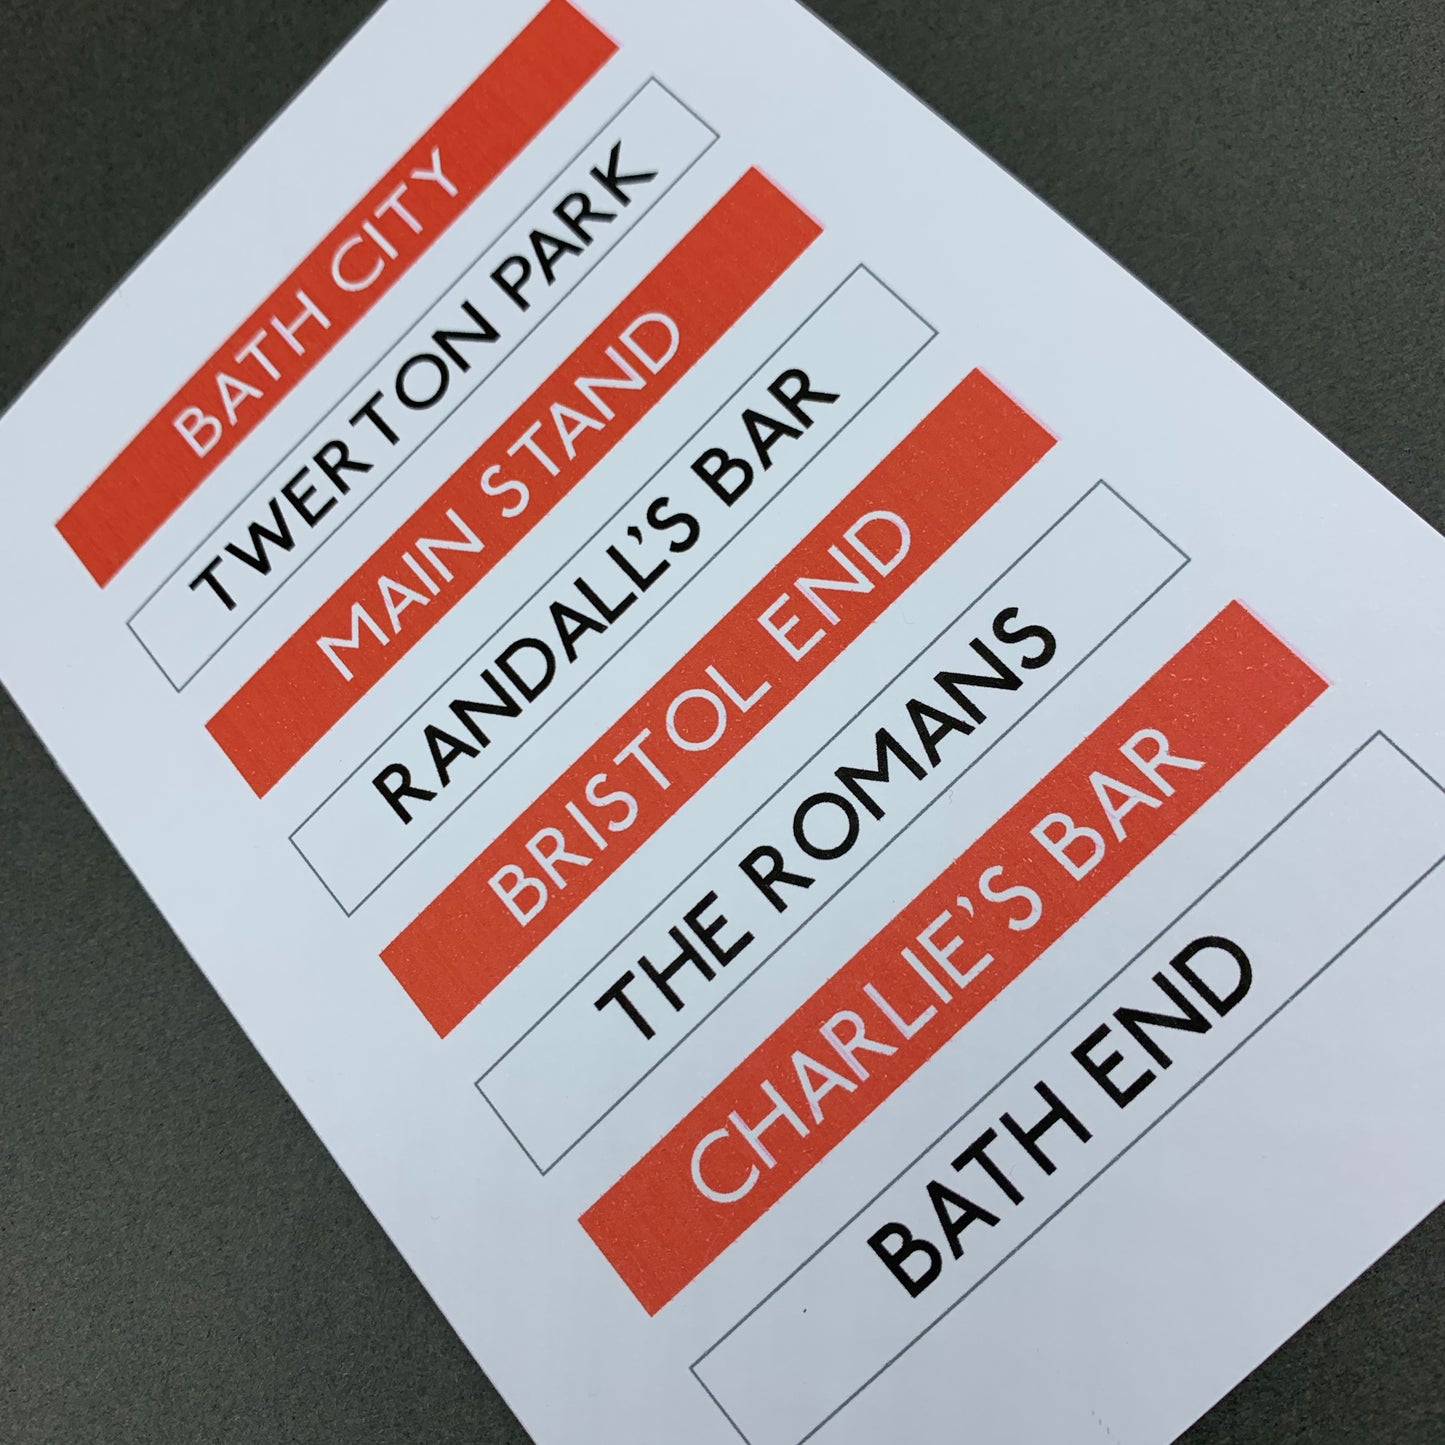 BATH CITY
TWERTON PARK
MAIN STAND
RANDALL'S BAR
BRISTOL END
THE ROMANS
CHARLIE'S BAR
BATH END